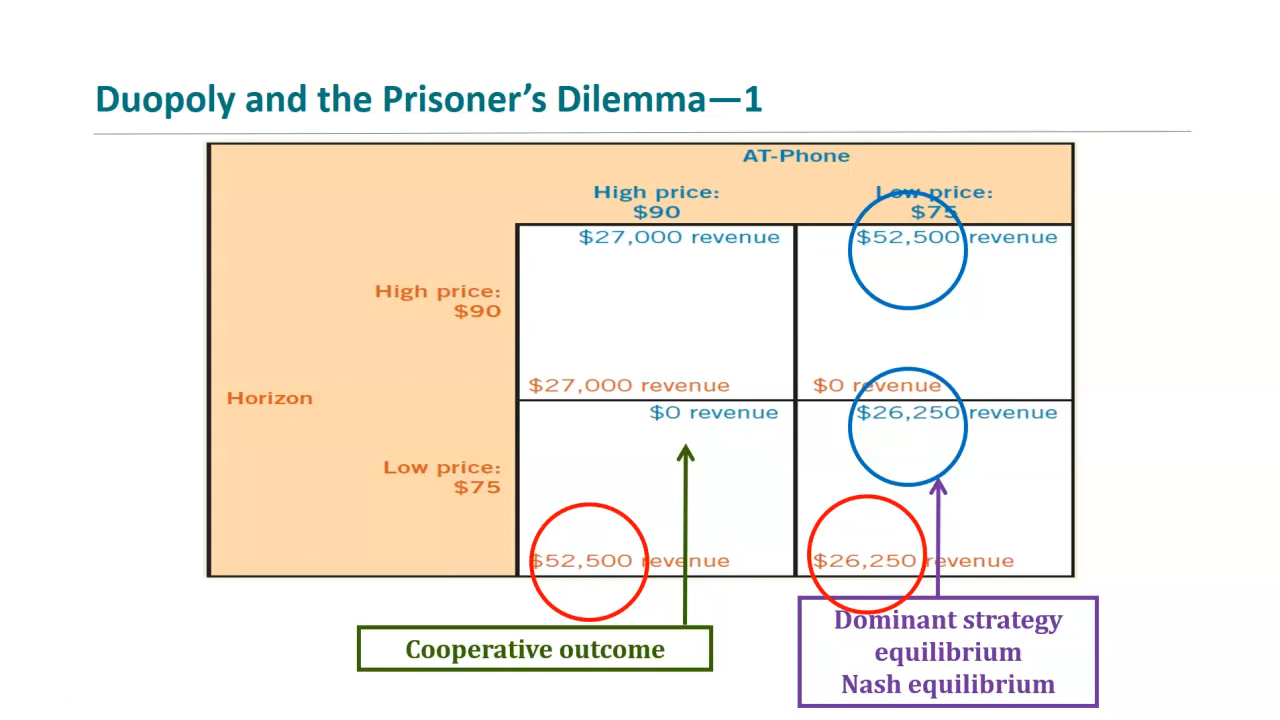 Duopoly and the Prisoner’s Dilemma—1
AT-Phone
High price:
$90
Low price:
$75
$27,000 revenue
$52,500 revenue
High price:
$90
$27,000 revenue
$0 revenue
Horizon
$0 revenue
$26,250 revenue
Low price:
$75
$52,500 revenue
$26,250 revenue
Cooperative outcome
Dominant strategy
equilibrium
Nash equilibrium